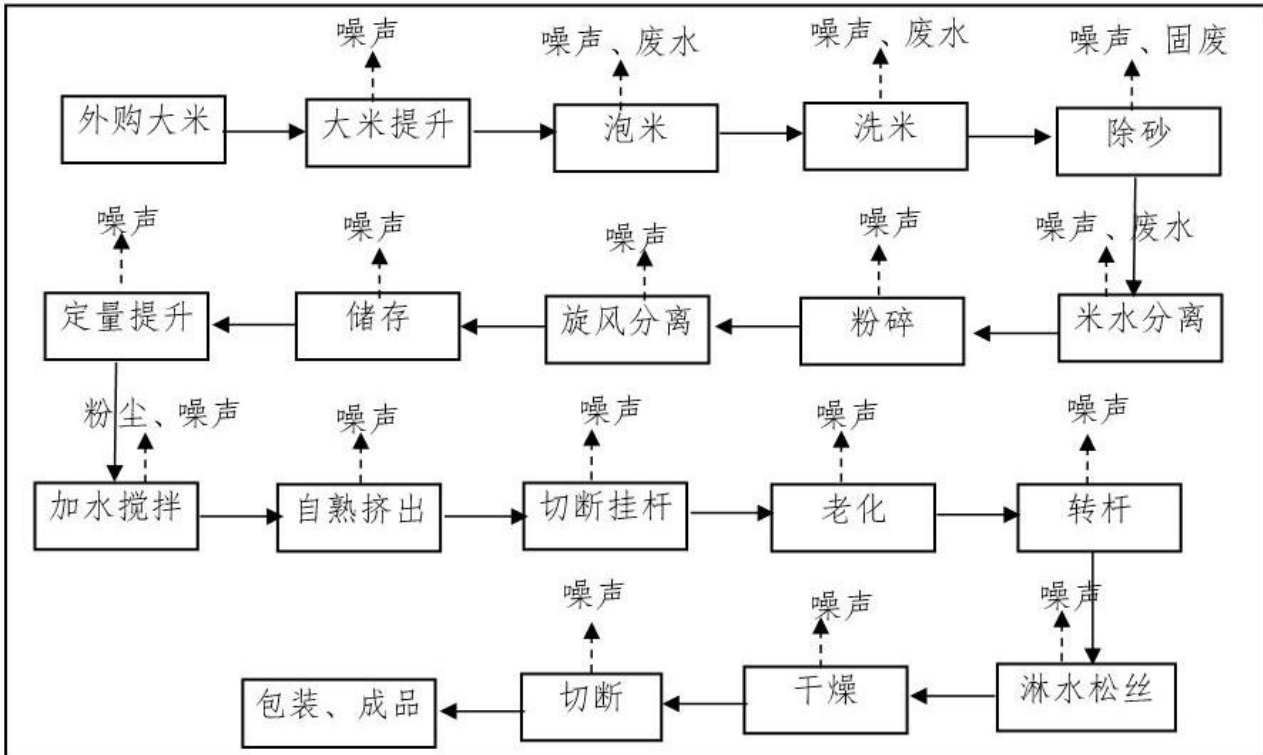 噪声
噪声、废水
噪声、废水
噪声、固废
外购大米
大米提升
泡米
洗米
除砂
噪声
噪声
噪声
噪声
噪声、废水
定量提升
储存
旋风分离
粉碎
米水分离
粉尘、噪声
噪声
噪声
噪声
噪声
加水搅拌
自熟挤出
切断挂杆
老化
转杆
噪声
噪声
噪声
包装、成品
切断
干燥
淋水松丝